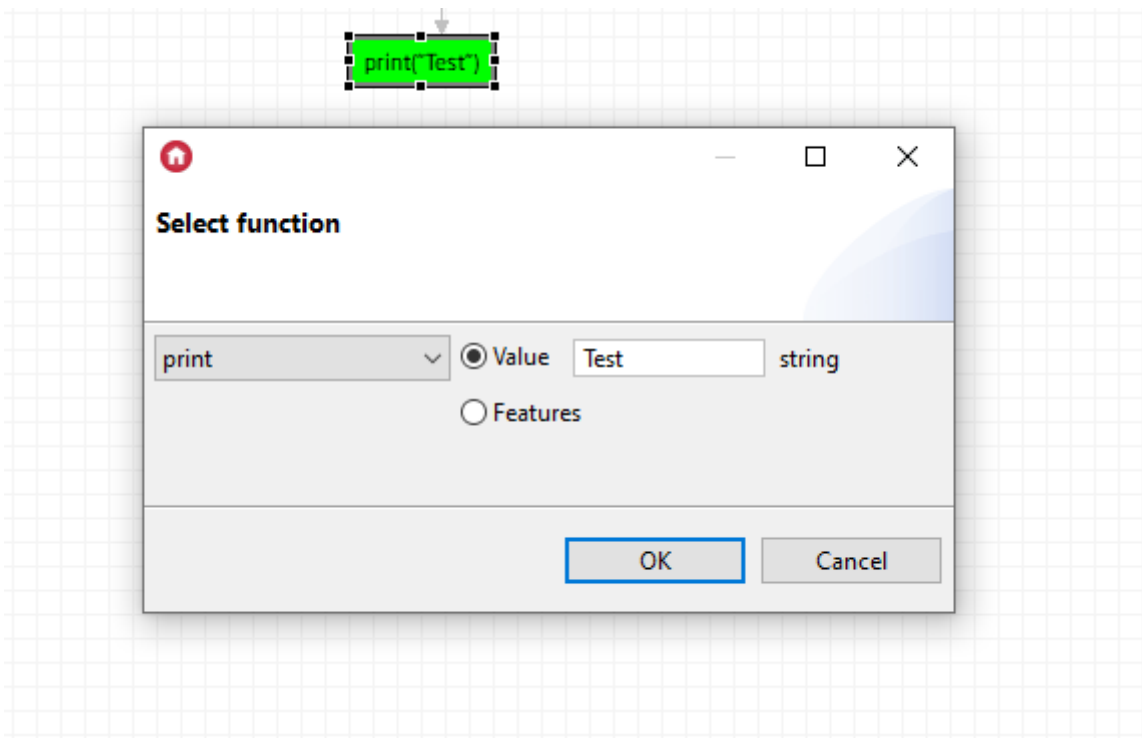 print("Test")
Select function
print Value Test string
Features
OK Cancel